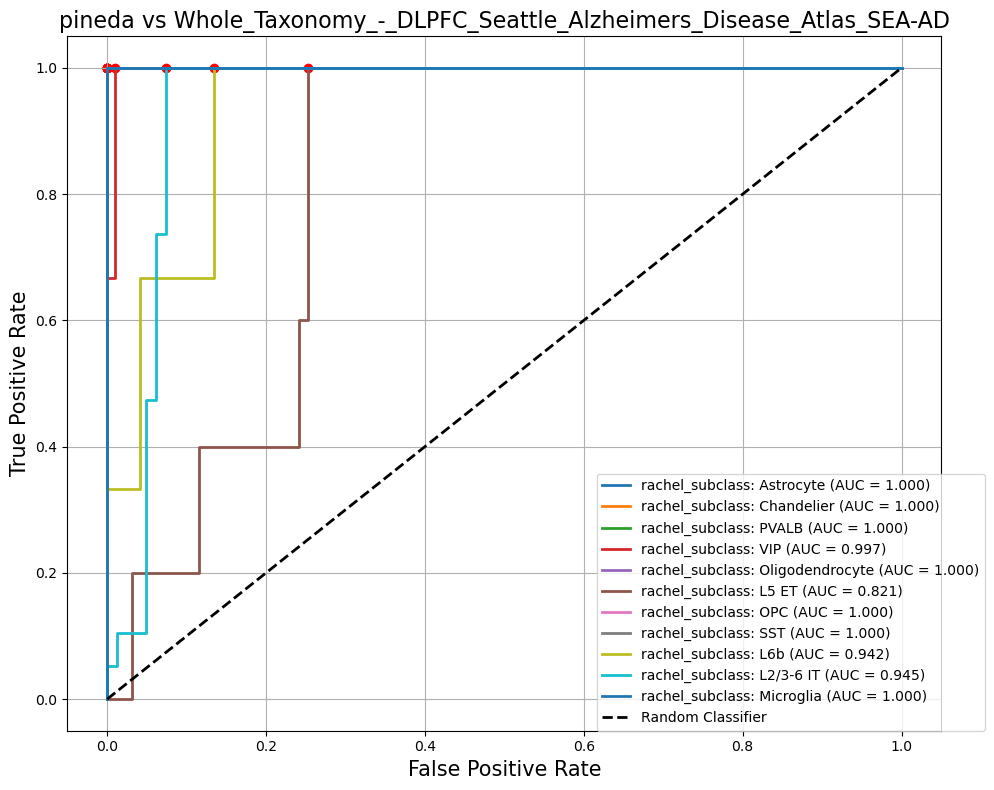 pineda vs Whole_Taxonomy_-_DLPFC_Seattle_Alzheimers_Disease_Atlas_SEA-AD
True Positive Rate
1.0
0.8
0.6
0.4
0.2
0.0
rachel_subclass: Astrocyte (AUC = 1.000)
rachel_subclass: Chandelier (AUC = 1.000)
rachel_subclass: PVALB (AUC = 1.000)
rachel_subclass: VIP (AUC = 0.997)
rachel_subclass: Oligodendrocyte (AUC = 1.000)
rachel_subclass: L5 ET (AUC = 0.821)
rachel_subclass: OPC (AUC = 1.000)
rachel_subclass: SST (AUC = 1.000)
rachel_subclass: L6b (AUC = 0.942)
rachel_subclass: L2/3-6 IT (AUC = 0.945)
rachel_subclass: Microglia (AUC = 1.000)
Random Classifier
0.0 0.2 0.4 0.6 0.8 1.0
False Positive Rate